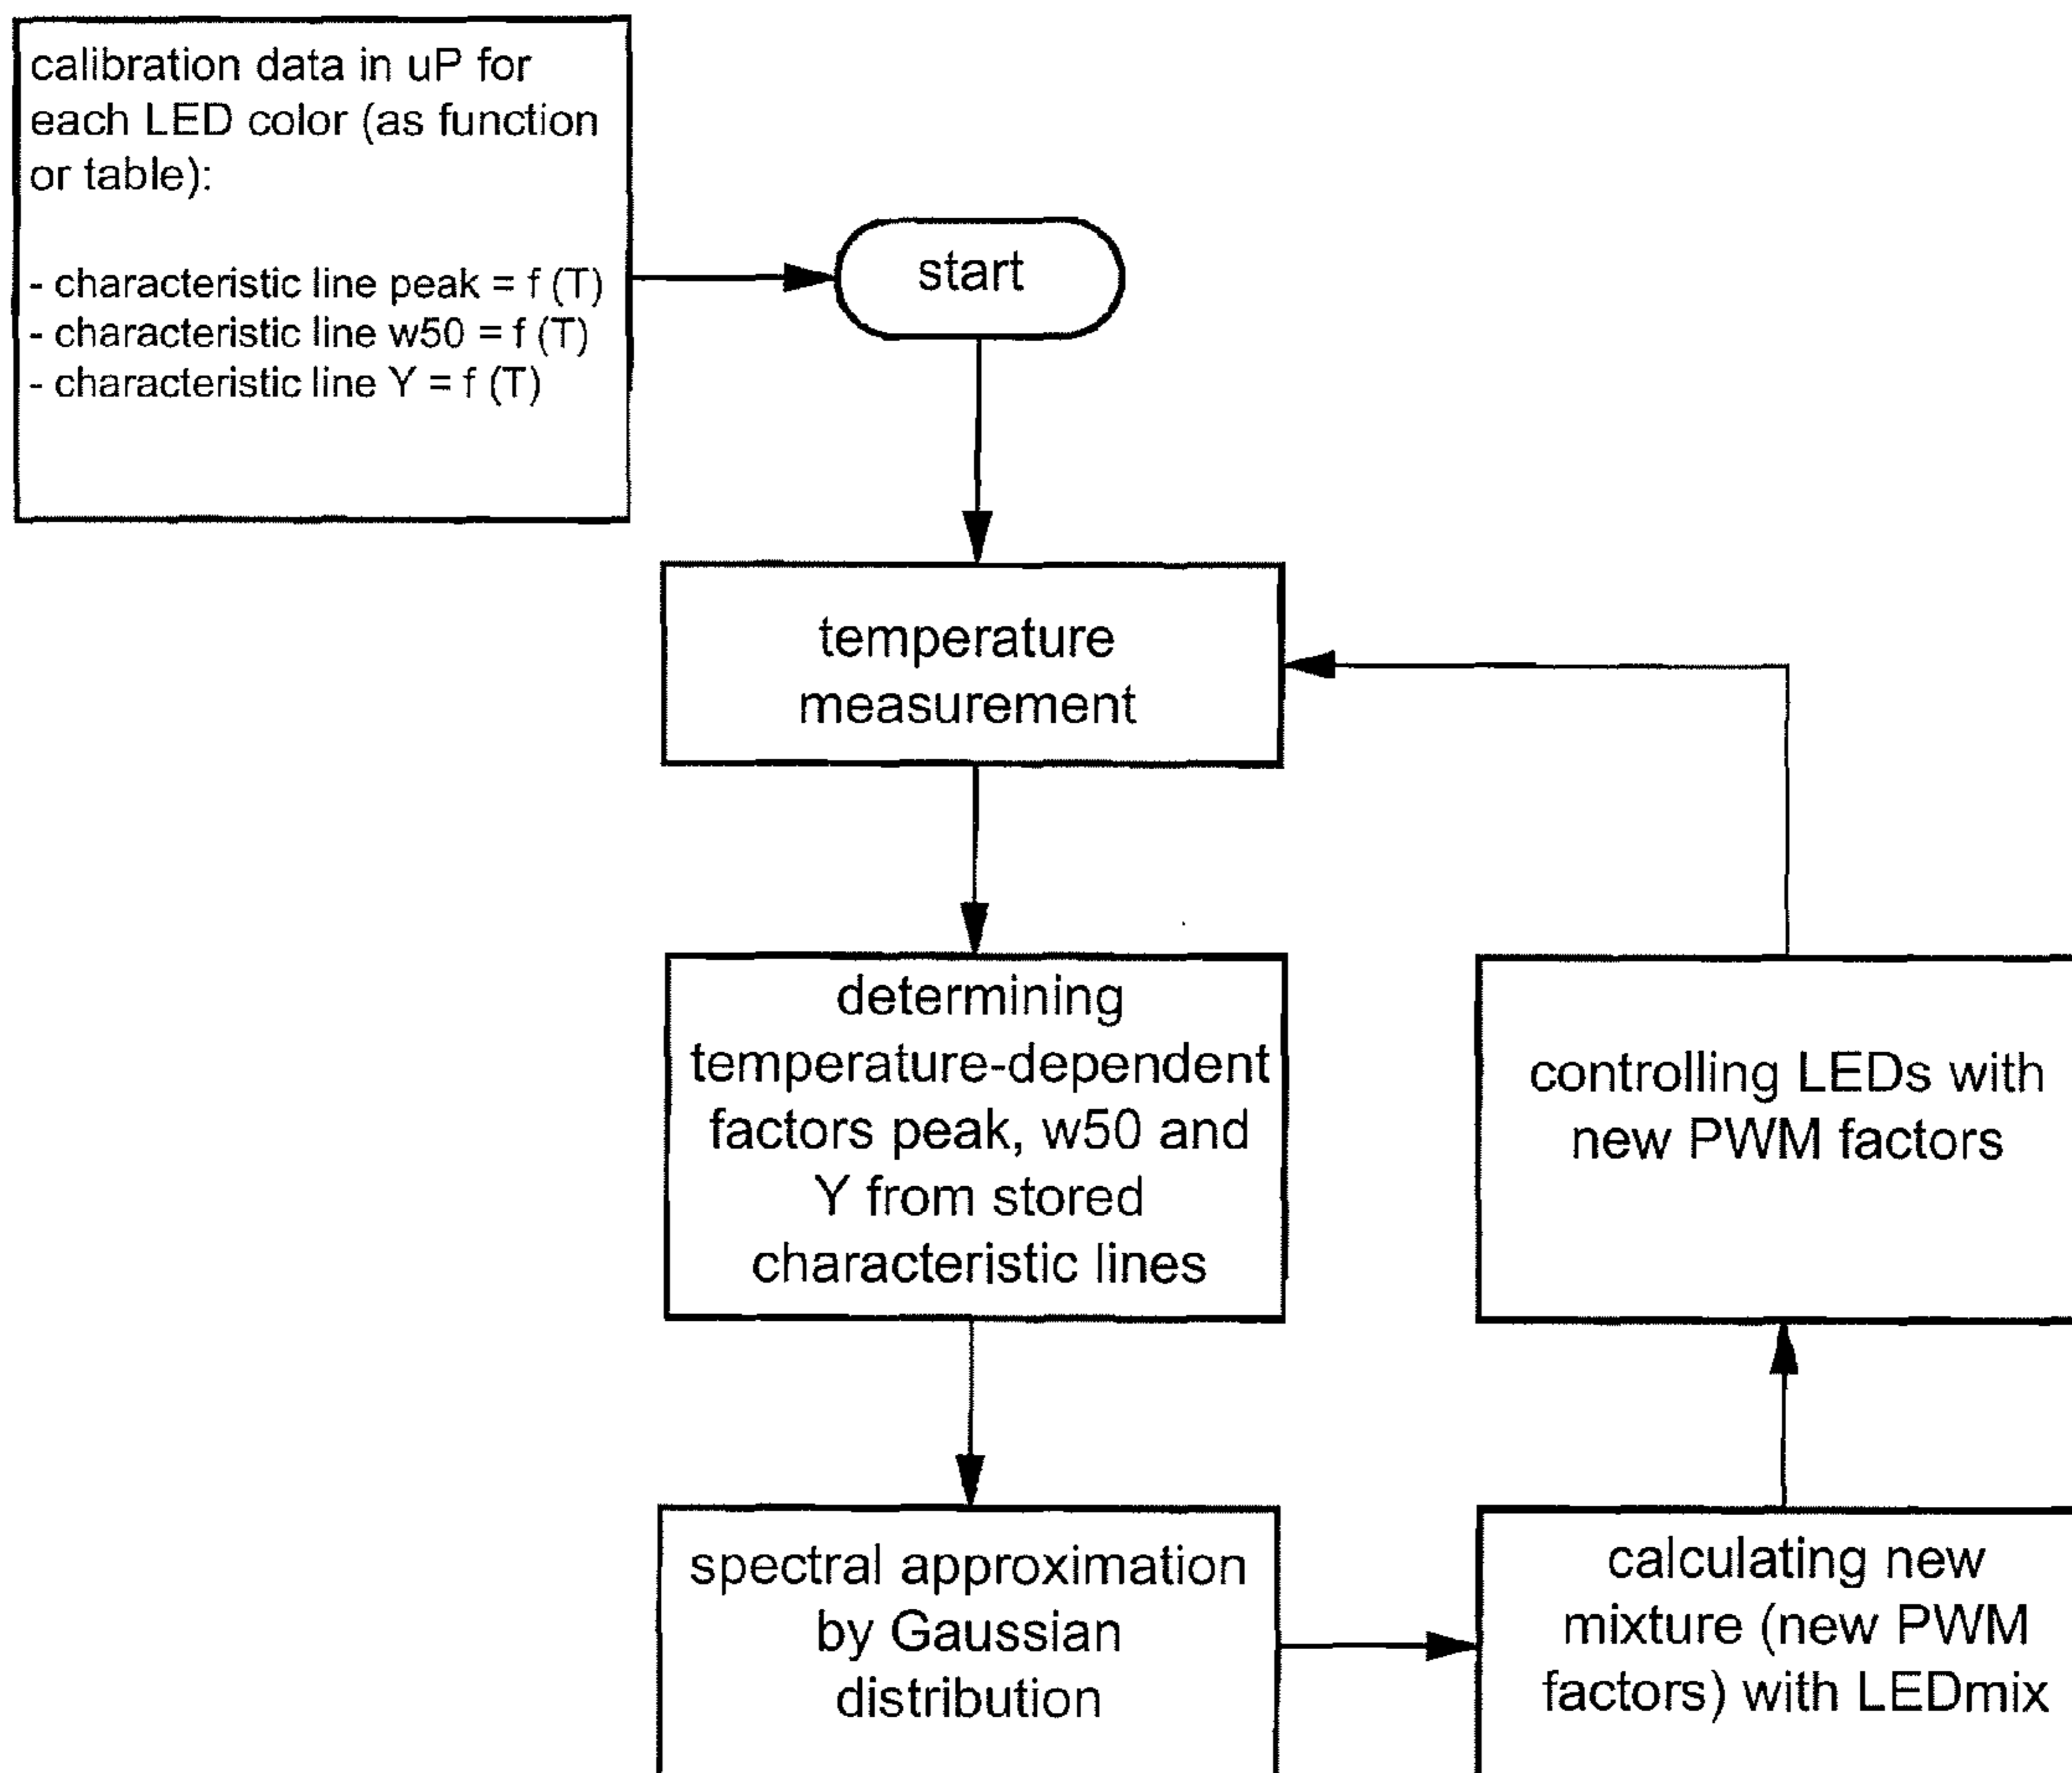 calibration data in uP for
each LED color (as function
or table):
- characteristic line peak = f (T)
- characteristic line w50 = f (T)
- characteristic line Y = f (T)
start
temperature
measurement
determining
temperature-dependent
factors peak, w50 and
Y from stored
characteristic lines
spectral approximation
by Gaussian
distribution
calculating new
mixture (new PWM
factors) with LEDmix
controlling LEDs with
new PWM factors